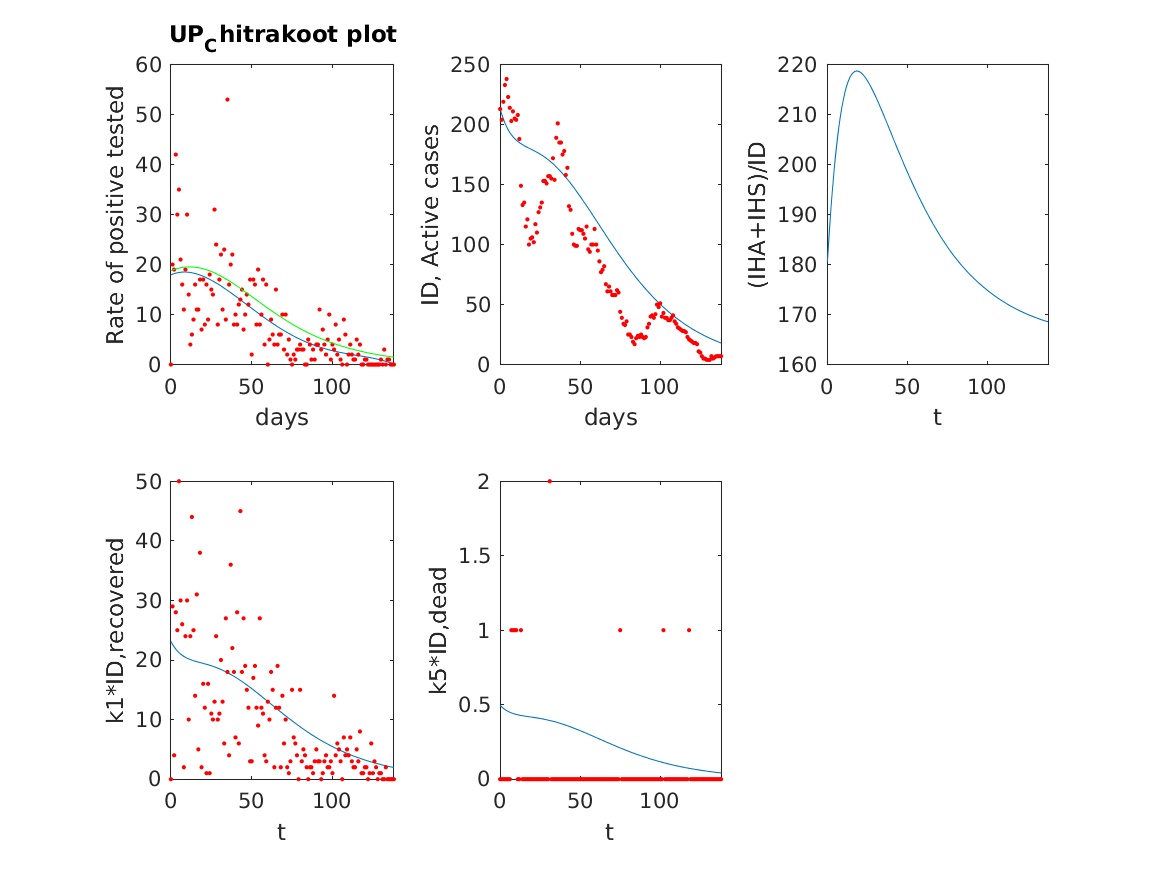 UP_Chitrakoot plot
Rate of positive tested
60
50
40
30
20
10
0
0 50 100
days
ID, Active cases
250
200
150
100
50
0
0 50 100
days
(IHA+IHS)/ID
220
210
200
190
180
170
160
0 50 100
t
k1*ID,recovered
50
40
30
20
10
0
0 50 100
t
k5*ID,dead
2
1.5
1
0.5
0
0 50 100
t